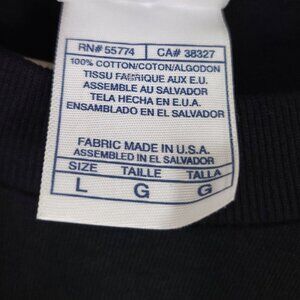 RN# 55774 CA# 38327
100% COTTON/COTON/ALGODON
TISSU FABRIQUE AUX E.U.
ASSEMBLE AU SALVADOR
TELA HECHA EN E.U.A.
ENSAMBLADO EN EL SALVADOR
FABRIC MADE IN U.S.A.
ASSEMBLED IN EL SALVADOR
SIZE TAILLE TALLA
L G G